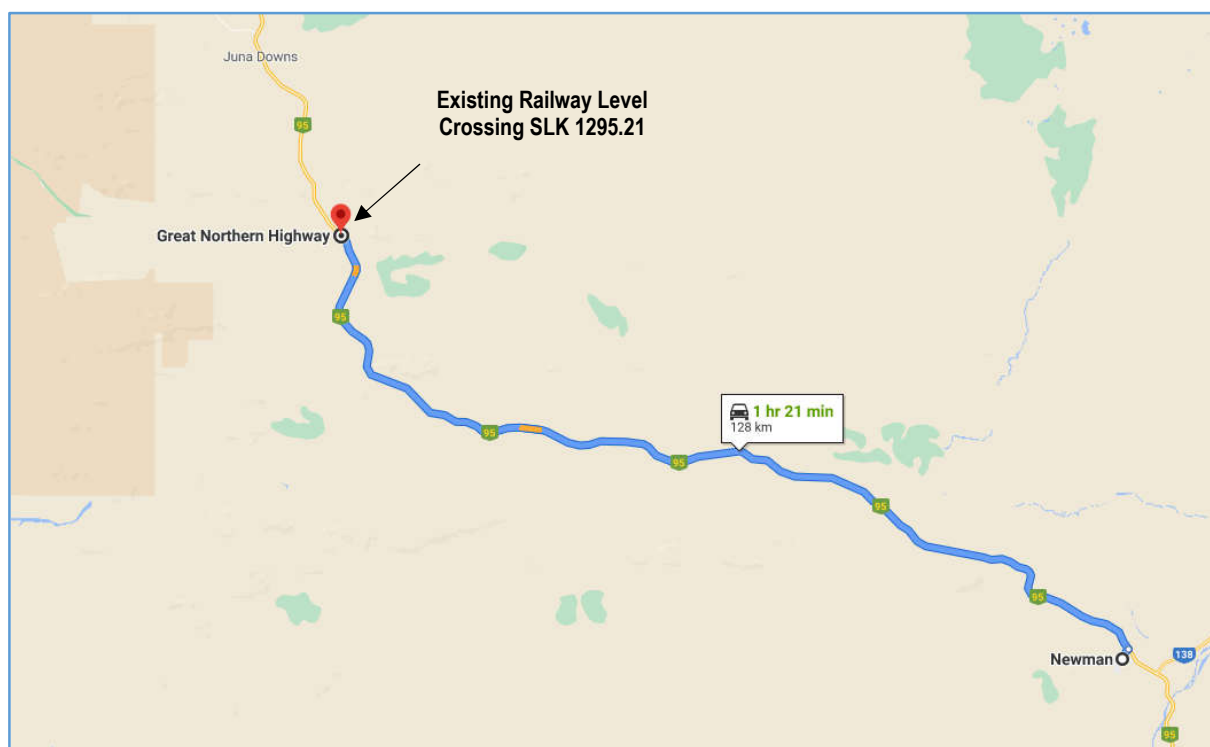 Juna Downs
95
Existing Railway Level
Crossing SLK 1295.21
Great Northern Highway
95
1 hr 21 min
128 km
95
95
95
95
Newman
138
95